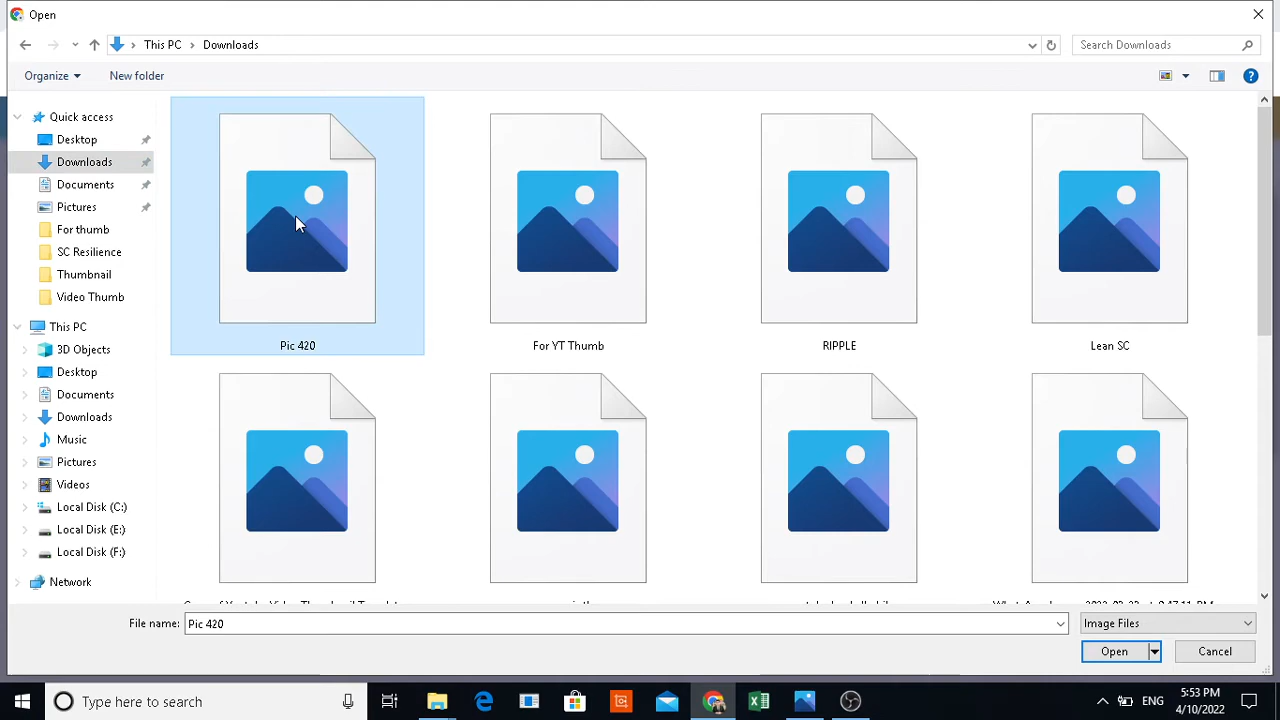 Open
This PC
Downloads
Search Downloads
Organize
New folder
Quick access
Desktop
Downloads
Documents
Pictures
For thumb
SC Resilience
Thumbnail
Video Thumb
This PC
3D Objects
Desktop
Documents
Downloads
Music
Pictures
Videos
Local Disk (C:)
Local Disk (E:)
Local Disk (F:)
Network
Pic 420
For YT Thumb
RIPPLE
Lean SC
File name:
Pic 420
Image Files
Open
Cancel
Type here to search
ENG
5:53 PM
4/10/2022